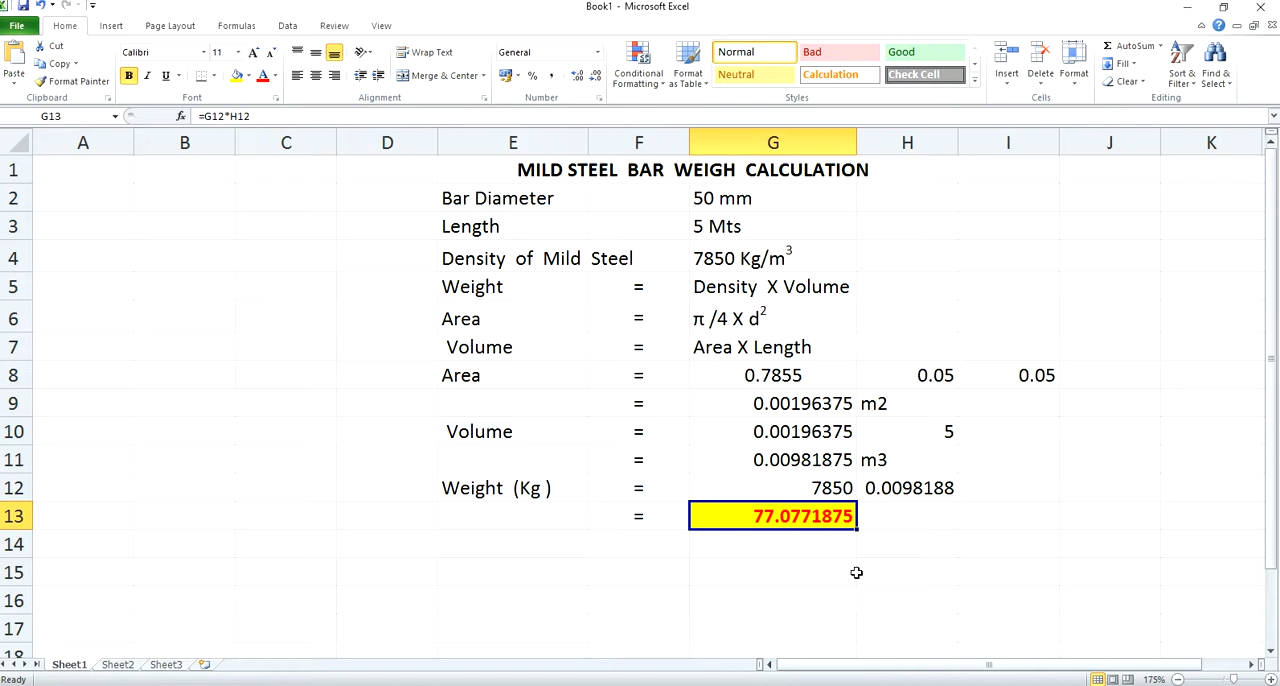 Book1 - Microsoft Excel
File Home Insert Page Layout Formulas Data Review View
Cut
Copy
Format Painter
Paste
Clipboard
Calibri 11
B I U
Font
Wrap Text
Merge & Center
Alignment
General
%
Number
Conditional Formatting
Format as Table
Normal Bad Good
Neutral Calculation Check Cell
Styles
Insert Delete Format
Cells
AutoSum
Fill
Clear
Sort & Filter
Find & Select
Editing
G13 fx =G12*H12
A B C D E F G H I J K
1 MILD STEEL BAR WEIGH CALCULATION
2 Bar Diameter 50 mm
3 Length 5 Mts
4 Density of Mild Steel 7850 Kg/m³
5 Weight = Density X Volume
6 Area = π /4 X d²
7 Volume = Area X Length
8 Area = 0.7855 0.05 0.05
9 = 0.00196375 m2
10 Volume = 0.00196375 5
11 = 0.00981875 m3
12 Weight (Kg ) = 7850 0.0098188
13 = 77.0771875
14
15
16
17
18
Sheet1 Sheet2 Sheet3
Ready 175%